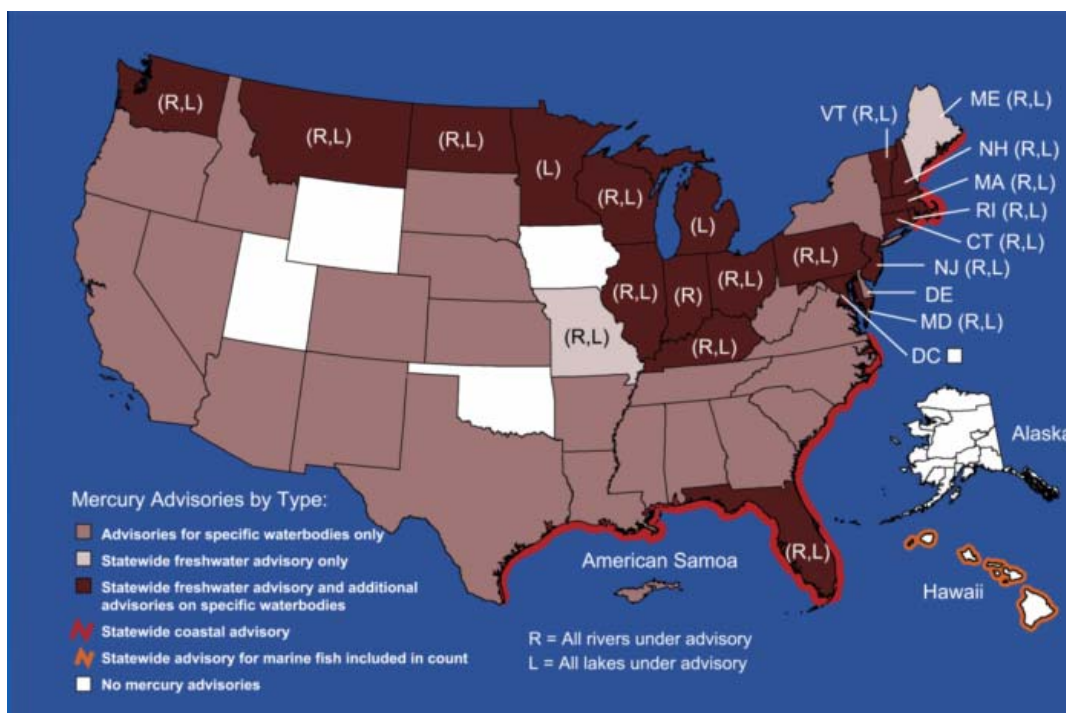 (R,L)
(R,L)
(R,L)
(L)
(R,L)
(L)
(R,L)
(R)
(R,L)
(R,L)
(R,L)
(R,L)
(R,L)
VT (R,L)
ME (R,L)
NH (R,L)
MA (R,L)
RI (R,L)
CT (R,L)
NJ (R,L)
DE
MD (R,L)
DC
Alaska
Hawaii
American Samoa
Mercury Advisories by Type:
Advisories for specific waterbodies only
Statewide freshwater advisory only
Statewide freshwater advisory and additional
advisories on specific waterbodies
Statewide coastal advisory
Statewide advisory for marine fish included in count
No mercury advisories
R = All rivers under advisory
L = All lakes under advisory